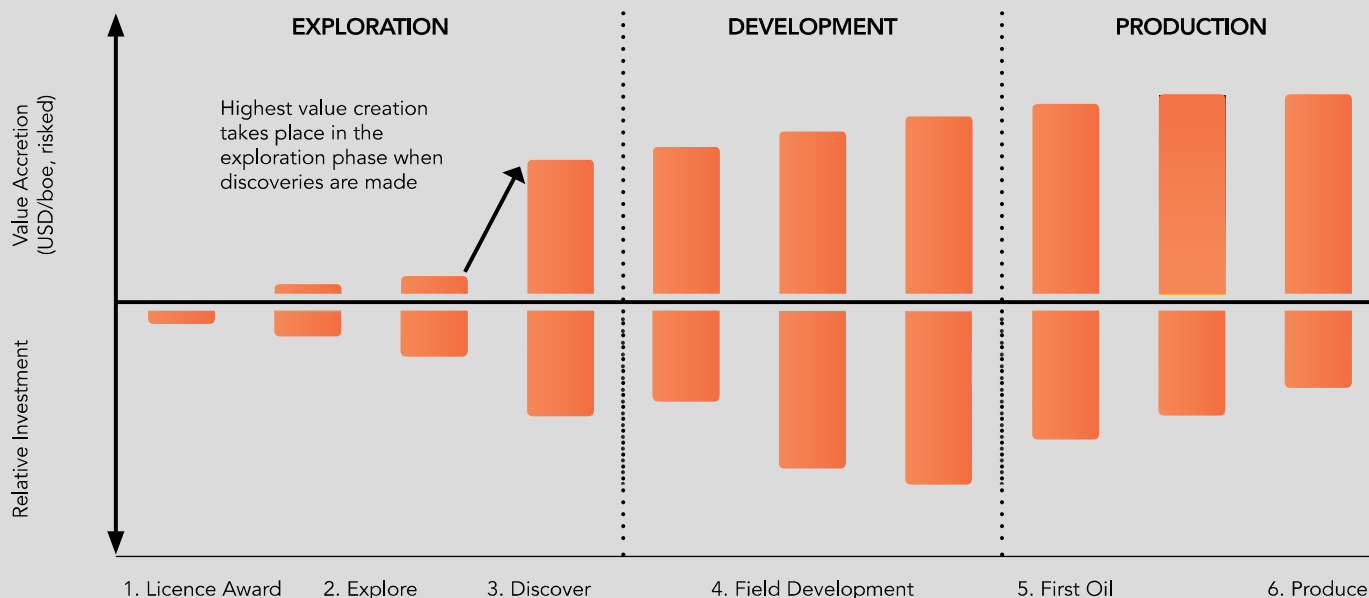 EXPLORATION
DEVELOPMENT
PRODUCTION
Value Accretion
(USD/boe, risked)
Highest value creation
takes place in the
exploration phase when
discoveries are made
Relative Investment
1. Licence Award
2. Explore
3. Discover
4. Field Development
5. First Oil
6. Produce